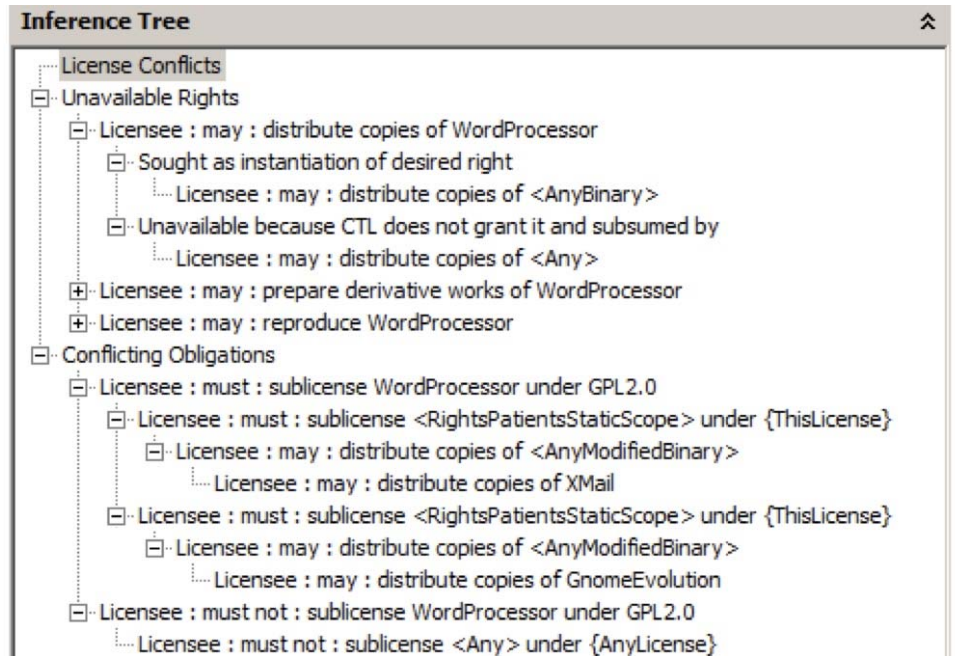 Inference Tree
License Conflicts
Unavailable Rights
Licensee : may : distribute copies of WordProcessor
Sought as instantiation of desired right
Licensee : may : distribute copies of <AnyBinary>
Unavailable because CTL does not grant it and subsumed by
Licensee : may : distribute copies of <Any>
Licensee : may : prepare derivative works of WordProcessor
Licensee : may : reproduce WordProcessor
Conflicting Obligations
Licensee : must : sublicense WordProcessor under GPL2.0
Licensee : must : sublicense <RightsPatientsStaticScope> under {ThisLicense}
Licensee : may : distribute copies of <AnyModifiedBinary>
Licensee : may : distribute copies of XMail
Licensee : must : sublicense <RightsPatientsStaticScope> under {ThisLicense}
Licensee : may : distribute copies of <AnyModifiedBinary>
Licensee : may : distribute copies of GnomeEvolution
Licensee : must not : sublicense WordProcessor under GPL2.0
Licensee : must not : sublicense <Any> under {AnyLicense}